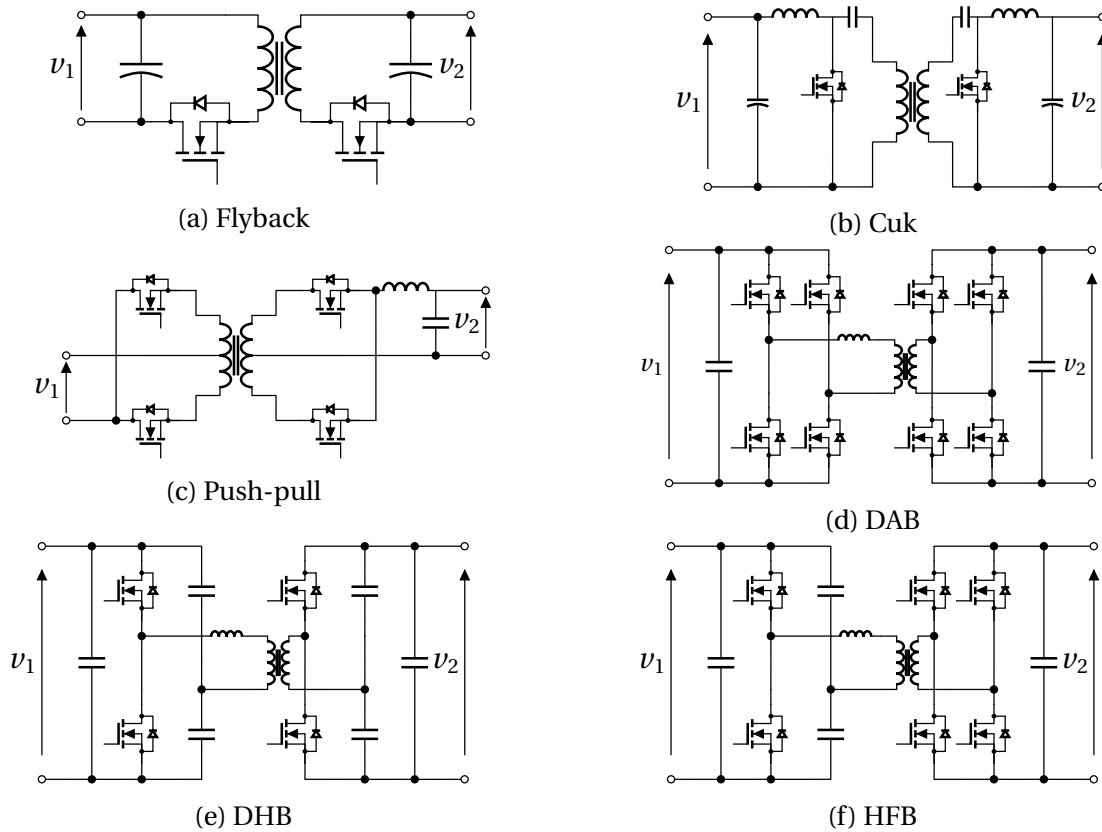 v1
v2
(a) Flyback
v1
v2
(b) Cuk
v1
v2
(c) Push-pull
v1
v2
(d) DAB
v1
v2
(e) DHB
v1
v2
(f) HFB